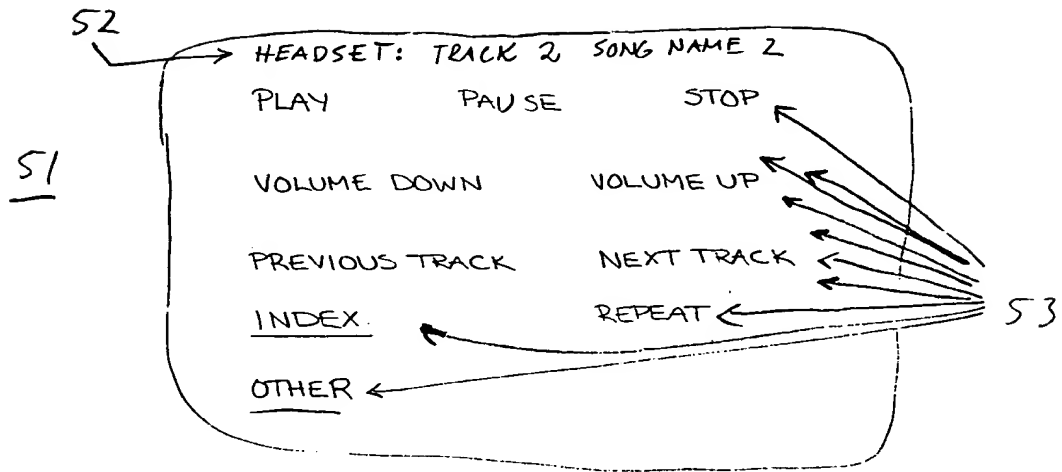 52
HEADSET: TRACK 2 SONG NAME 2
PLAY PAUSE STOP
51
VOLUME DOWN VOLUME UP
PREVIOUS TRACK NEXT TRACK
INDEX REPEAT
53
OTHER